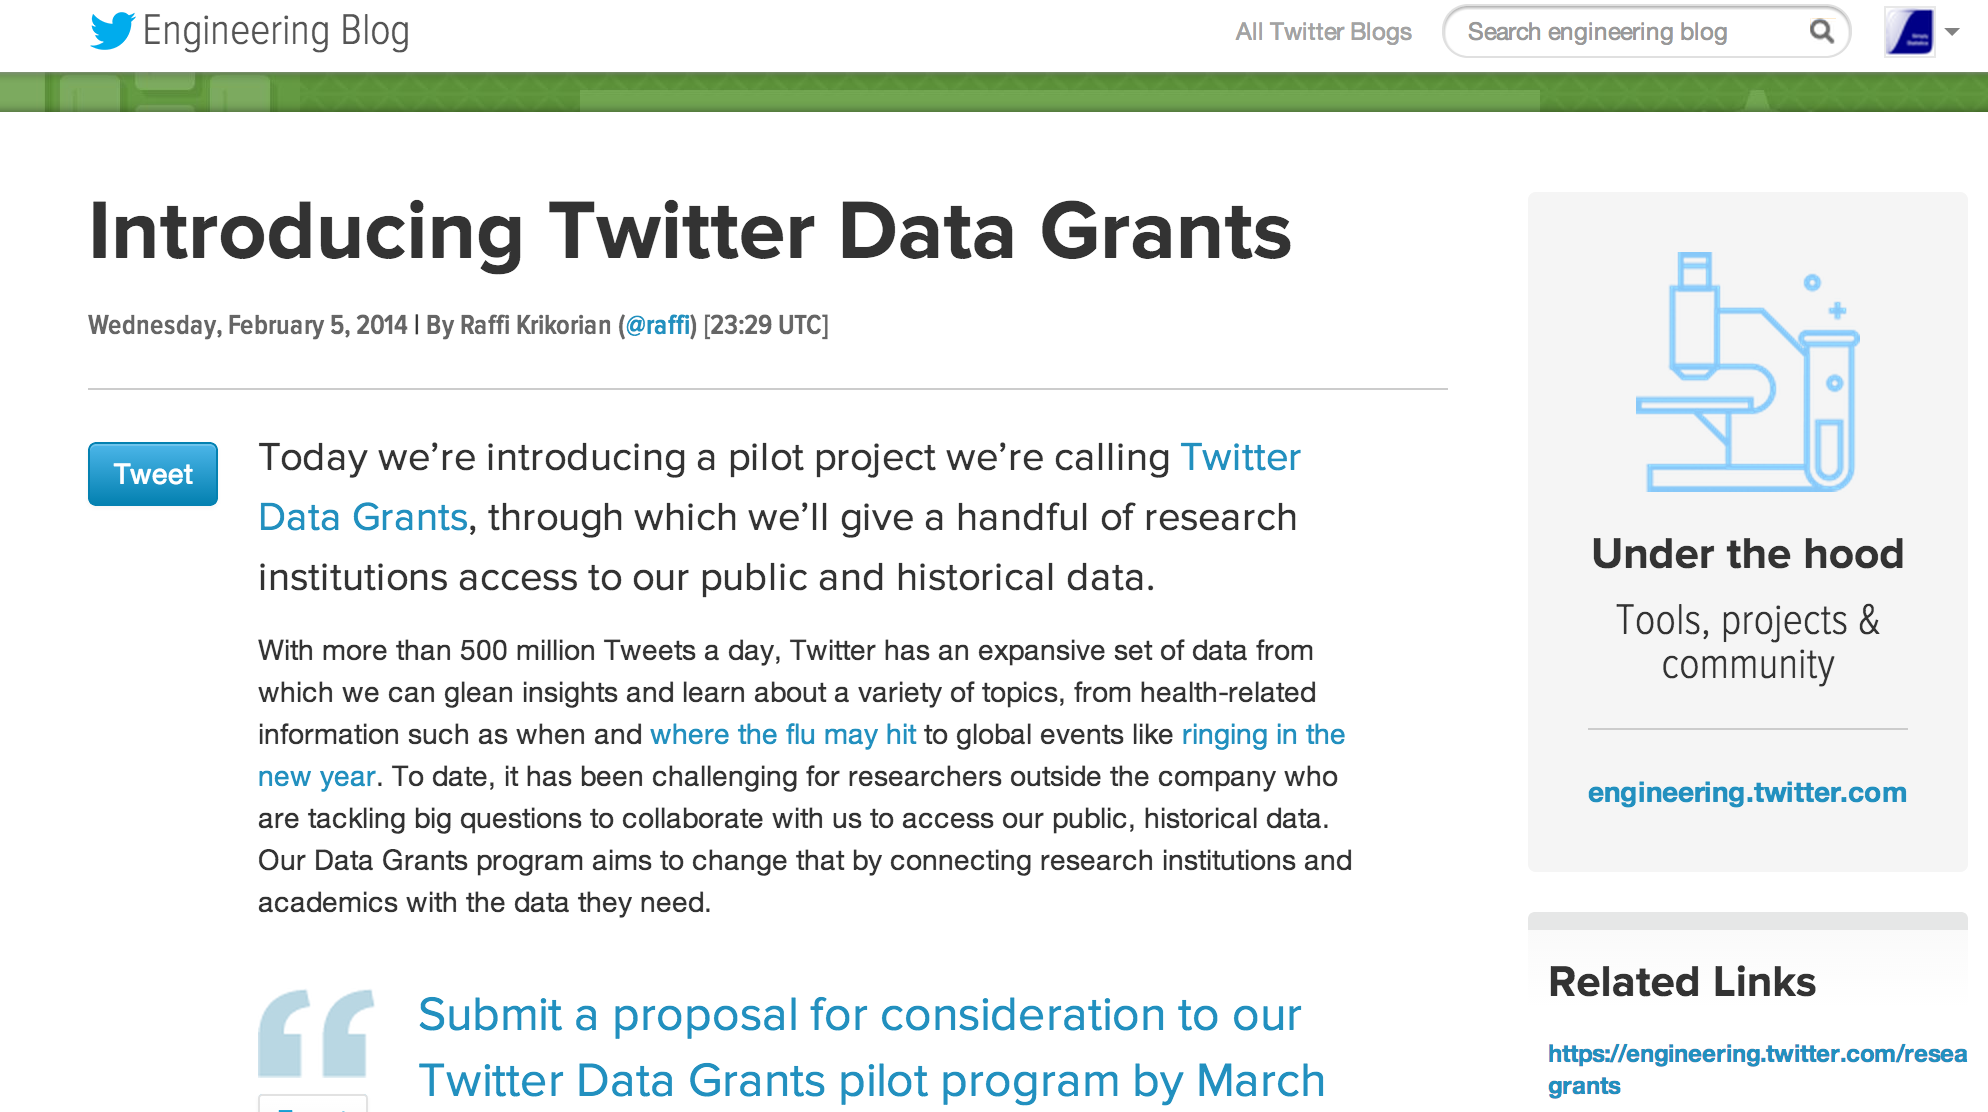 Engineering Blog
All Twitter Blogs
Search engineering blog
Introducing Twitter Data Grants
Wednesday, February 5, 2014 | By Raffi Krikorian (@raffi) [23:29 UTC]
Tweet
Today we’re introducing a pilot project we’re calling Twitter
Data Grants, through which we’ll give a handful of research
institutions access to our public and historical data.
With more than 500 million Tweets a day, Twitter has an expansive set of data from
which we can glean insights and learn about a variety of topics, from health-related
information such as when and where the flu may hit to global events like ringing in the
new year. To date, it has been challenging for researchers outside the company who
are tackling big questions to collaborate with us to access our public, historical data.
Our Data Grants program aims to change that by connecting research institutions and
academics with the data they need.
Submit a proposal for consideration to our
Twitter Data Grants pilot program by March
Under the hood
Tools, projects &
community
engineering.twitter.com
Related Links
https://engineering.twitter.com/resea
grants